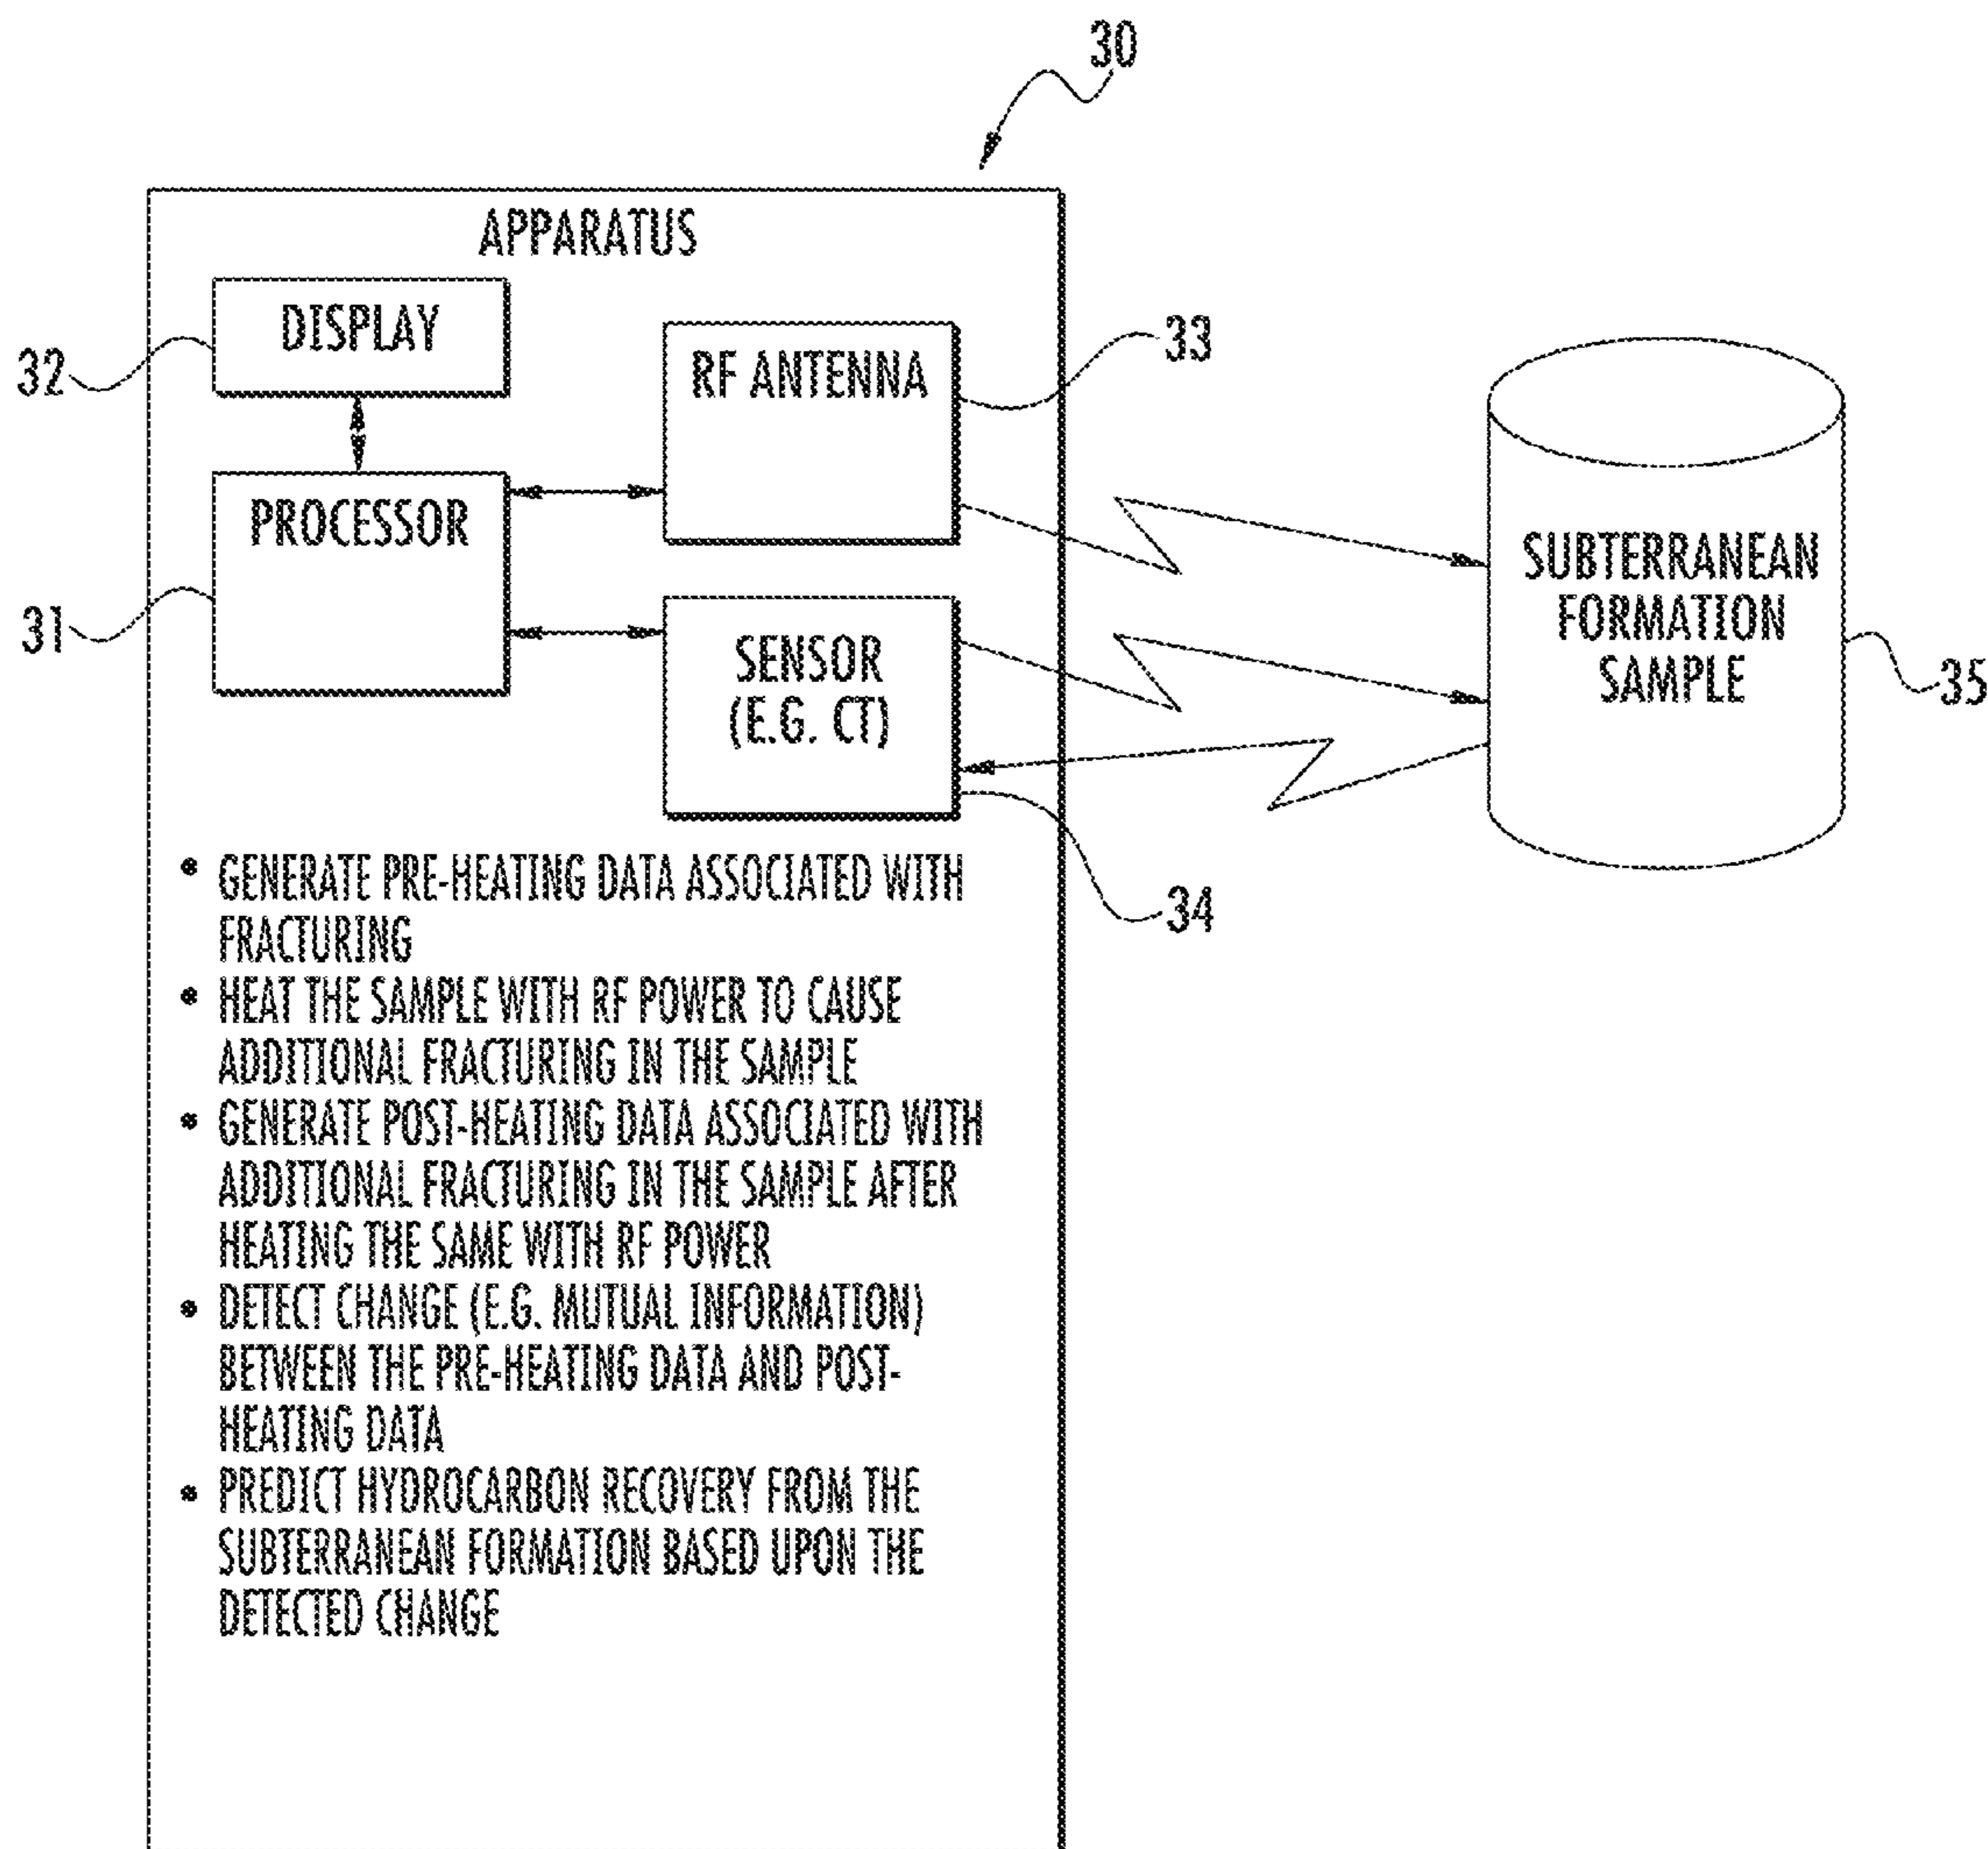 30
APPARATUS
DISPLAY
32
RF ANTENNA
33
PROCESSOR
31
SENSOR
(E.G. CT)
34
SUBTERRANEAN
FORMATION
SAMPLE
35
• GENERATE PRE-HEATING DATA ASSOCIATED WITH
FRACTURING
• HEAT THE SAMPLE WITH RF POWER TO CAUSE
ADDITIONAL FRACTURING IN THE SAMPLE
• GENERATE POST-HEATING DATA ASSOCIATED WITH
ADDITIONAL FRACTURING IN THE SAMPLE AFTER
HEATING THE SAME WITH RF POWER
• DETECT CHANGE (E.G. MUTUAL INFORMATION)
BETWEEN THE PRE-HEATING DATA AND POST-
HEATING DATA
• PREDICT HYDROCARBON RECOVERY FROM THE
SUBTERRANEAN FORMATION BASED UPON THE
DETECTED CHANGE